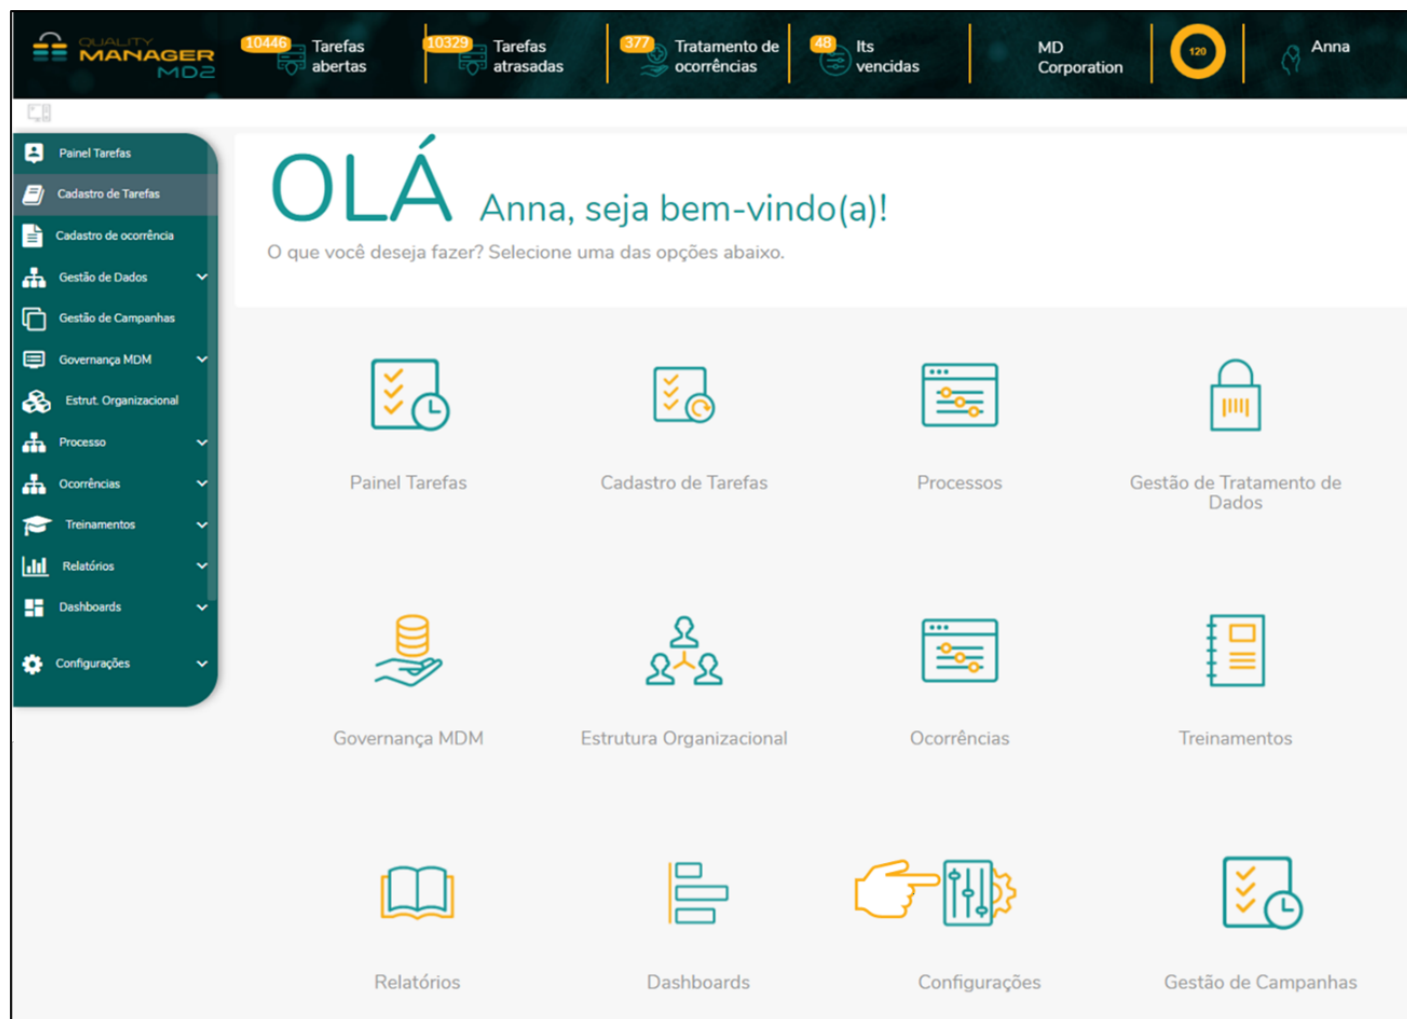 QUALITY
MANAGER
MD2
10446
Tarefas
abertas
10329
Tarefas
atrasadas
377
Tratamento de
ocorrências
48
Its
vencidas
MD
Corporation
120
Anna
Painel Tarefas
Cadastro de Tarefas
Cadastro de ocorrência
Gestão de Dados
Gestão de Campanhas
Governança MDM
Estrut. Organizacional
Processo
Ocorrências
Treinamentos
Relatórios
Dashboards
Configurações
OLÁ Anna, seja bem-vindo(a)!
O que você deseja fazer? Selecione uma das opções abaixo.
Painel Tarefas
Cadastro de Tarefas
Processos
Gestão de Tratamento de
Dados
Governança MDM
Estrutura Organizacional
Ocorrências
Treinamentos
Relatórios
Dashboards
Configurações
Gestão de Campanhas